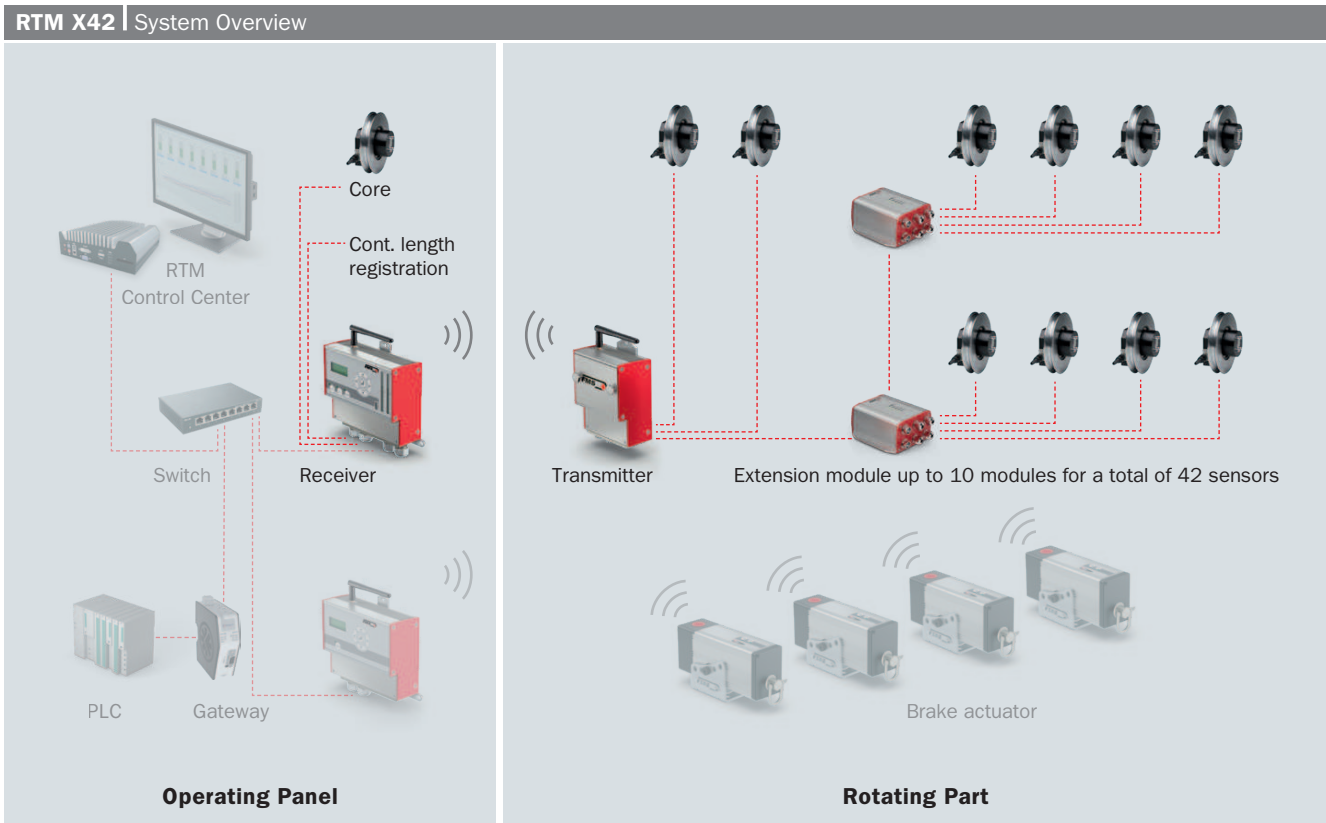 RTM X42 | System Overview
Core
Cont. length
registration
RTM
Control Center
Switch
Receiver
Transmitter
Extension module up to 10 modules for a total of 42 sensors
PLC
Gateway
Brake actuator
Operating Panel
Rotating Part